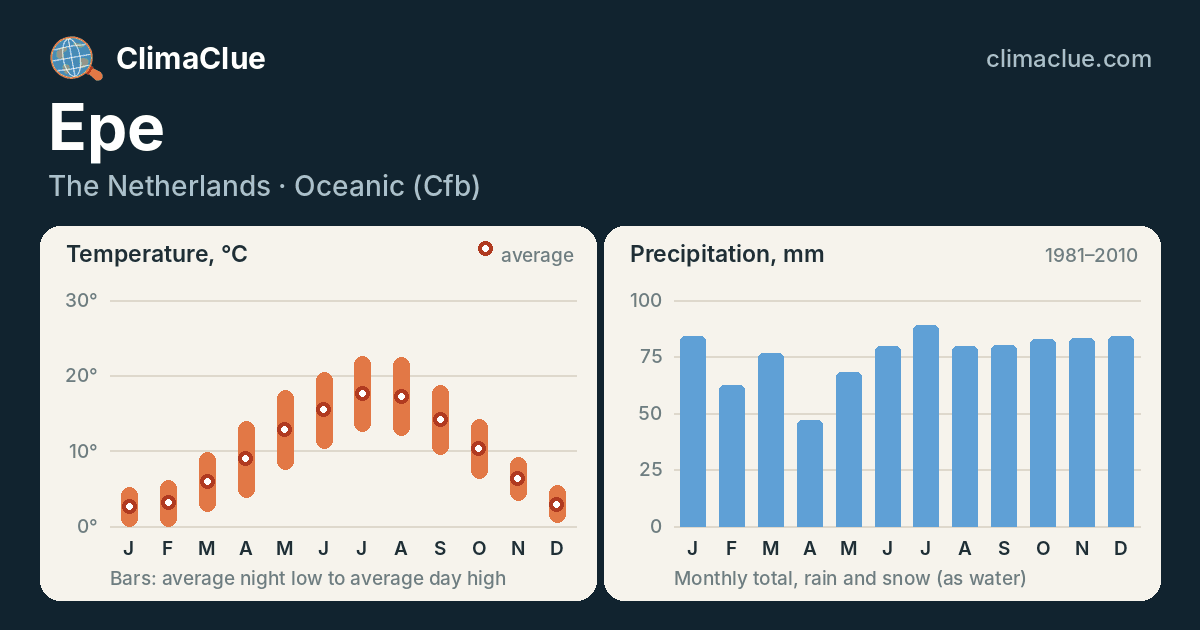 ClimaClue
climaclue.com
Epe
The Netherlands · Oceanic (Cfb)
Temperature, °C
average
30°
20°
10°
0°
J F M A M J J A S O N D
Bars: average night low to average day high
Precipitation, mm
1981–2010
100
75
50
25
0
J F M A M J J A S O N D
Monthly total, rain and snow (as water)